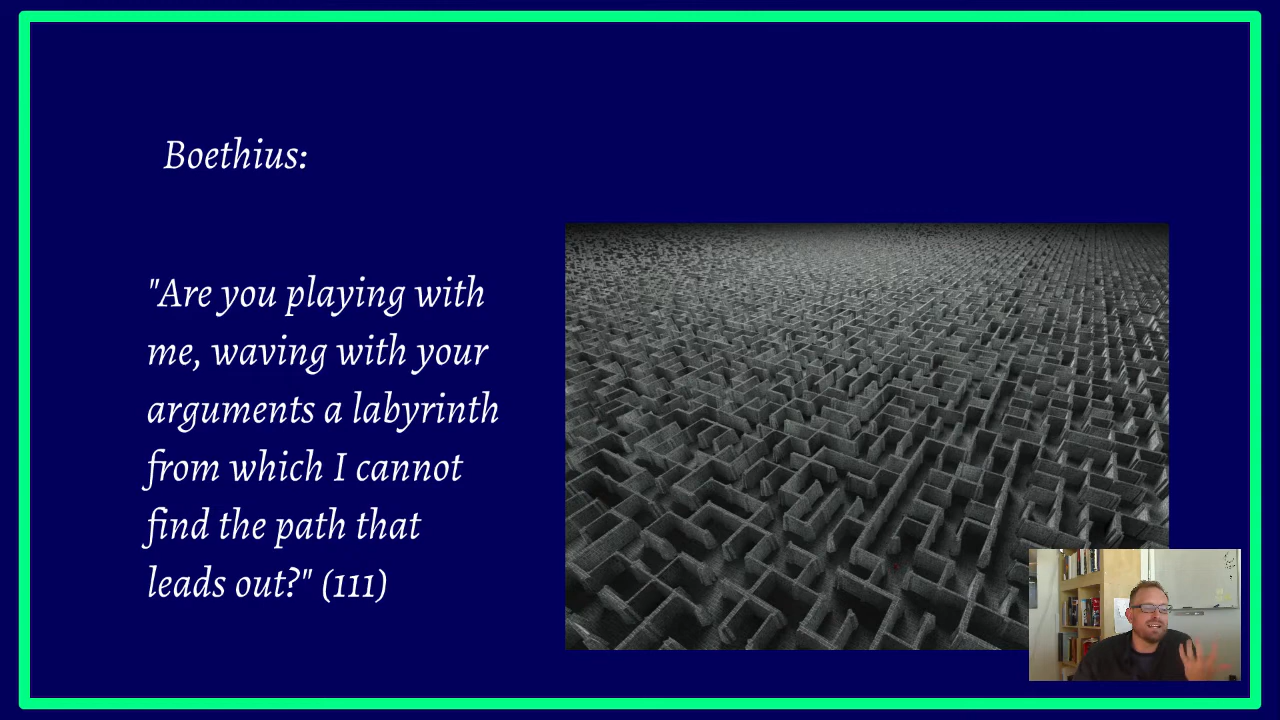 Boethius:
"Are you playing with
me, waving with your
arguments a labyrinth
from which I cannot
find the path that
leads out?" (111)